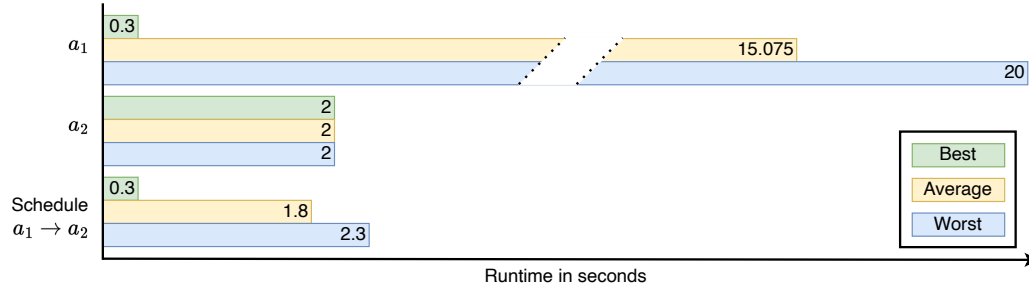 0.3
a₁
15.075
20
2
a₂
2
2
Best
0.3
Schedule
Average
1.8
a₁ → a₂
Worst
2.3
Runtime in seconds